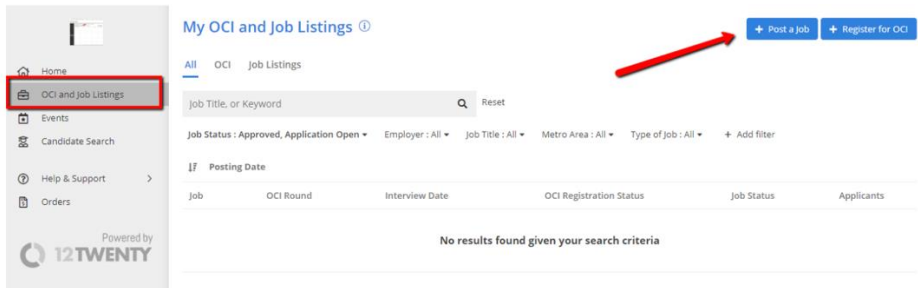 My OCI and Job Listings
+ Post a Job
+ Register for OCI
All OCI Job Listings
Job Title, or Keyword
Reset
Job Status : Approved, Application Open Employer : All Job Title : All Metro Area : All Type of Job : All + Add filter
Posting Date
Job OCI Round Interview Date OCI Registration Status Job Status Applicants
No results found given your search criteria
Home
OCI and Job Listings
Events
Candidate Search
Help & Support >
Orders
Powered by
12TWENTY